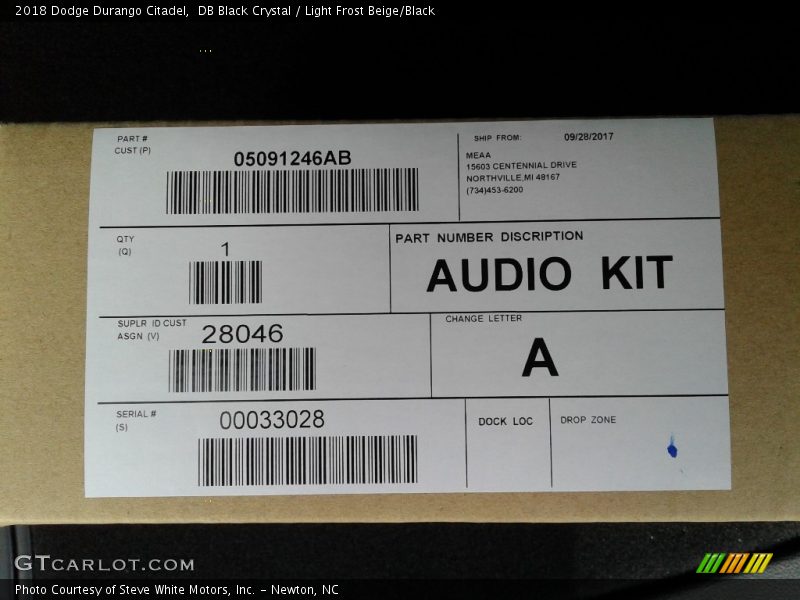 2018 Dodge Durango Citadel,  DB Black Crystal / Light Frost Beige/Black
PART #
CUST (P)
05091246AB
SHIP FROM:
09/28/2017
MEAA
15603 CENTENNIAL DRIVE
NORTHVILLE,MI 48167
(734)453-6200
QTY
(Q)
1
PART NUMBER DISCRIPTION
AUDIO KIT
SUPLR ID CUST
ASGN (V)
28046
CHANGE LETTER
A
SERIAL #
(S)
00033028
DOCK LOC
DROP ZONE
GTCARLOT.COM
Photo Courtesy of Steve White Motors, Inc. – Newton, NC